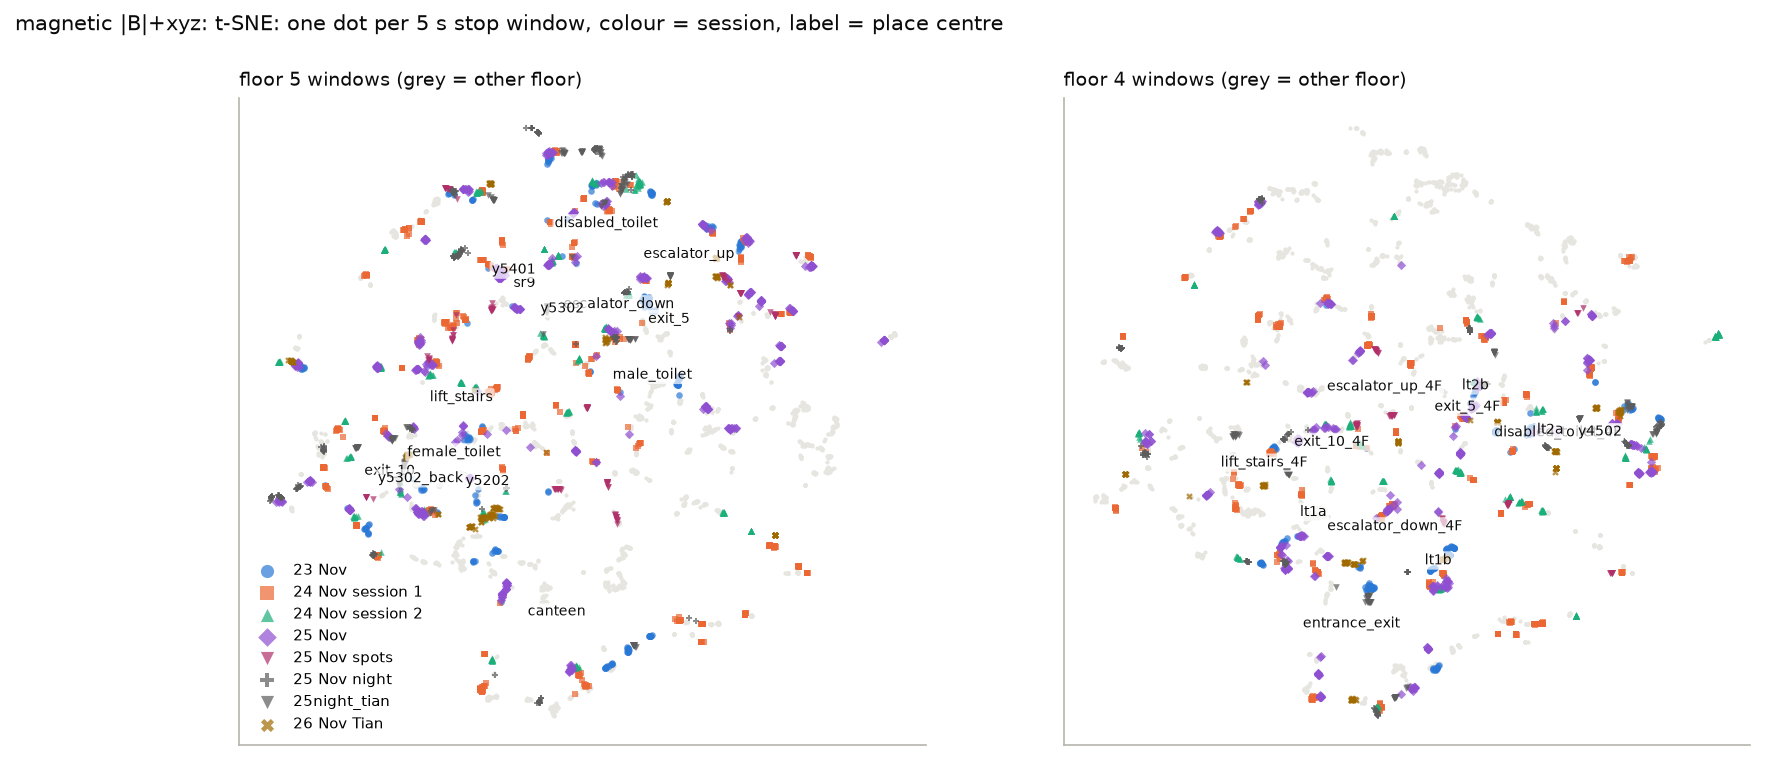 magnetic |B|+xyz: t-SNE: one dot per 5 s stop window, colour = session, label = place centre
floor 5 windows (grey = other floor)
disabled_toilet
escalator_up
y5401
sr9
y5302
escalator_down
exit_5
male_toilet
lift_stairs
female_toilet
exit_10
y5302_back
y5202
canteen
23 Nov
24 Nov session 1
24 Nov session 2
25 Nov
25 Nov spots
25 Nov night
25night_tian
26 Nov Tian
floor 4 windows (grey = other floor)
escalator_up_4F
lt2b
exit_5_4F
lt2a
y4502
exit_10_4F
lift_stairs_4F
lt1a
escalator_down_4F
lt1b
entrance_exit